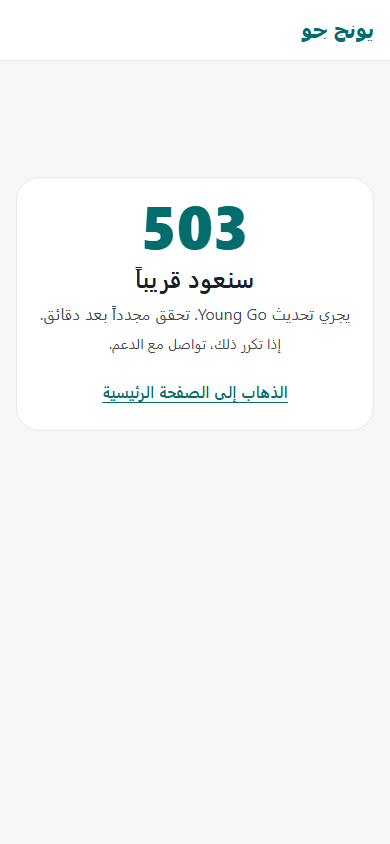 يونج جو
503
سنعود قريباً
يجري تحديث Young Go. تحقق مجدداً بعد دقائق.
إذا تكرر ذلك، تواصل مع الدعم.
الذهاب إلى الصفحة الرئيسية